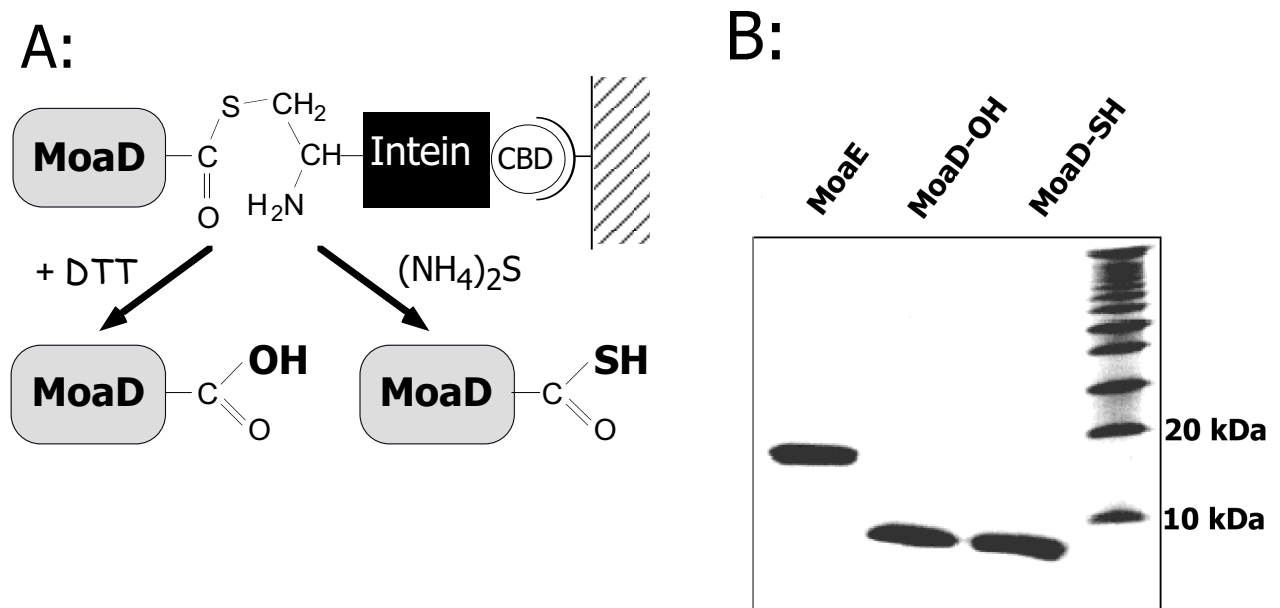 A:
B:
S CH₂
MoaD C CH Intein CBD
O H₂N
+ DTT (NH₄)₂S
OH SH
MoaD C MoaD C
O O
MoaE MoaD-OH MoaD-SH
20 kDa
10 kDa